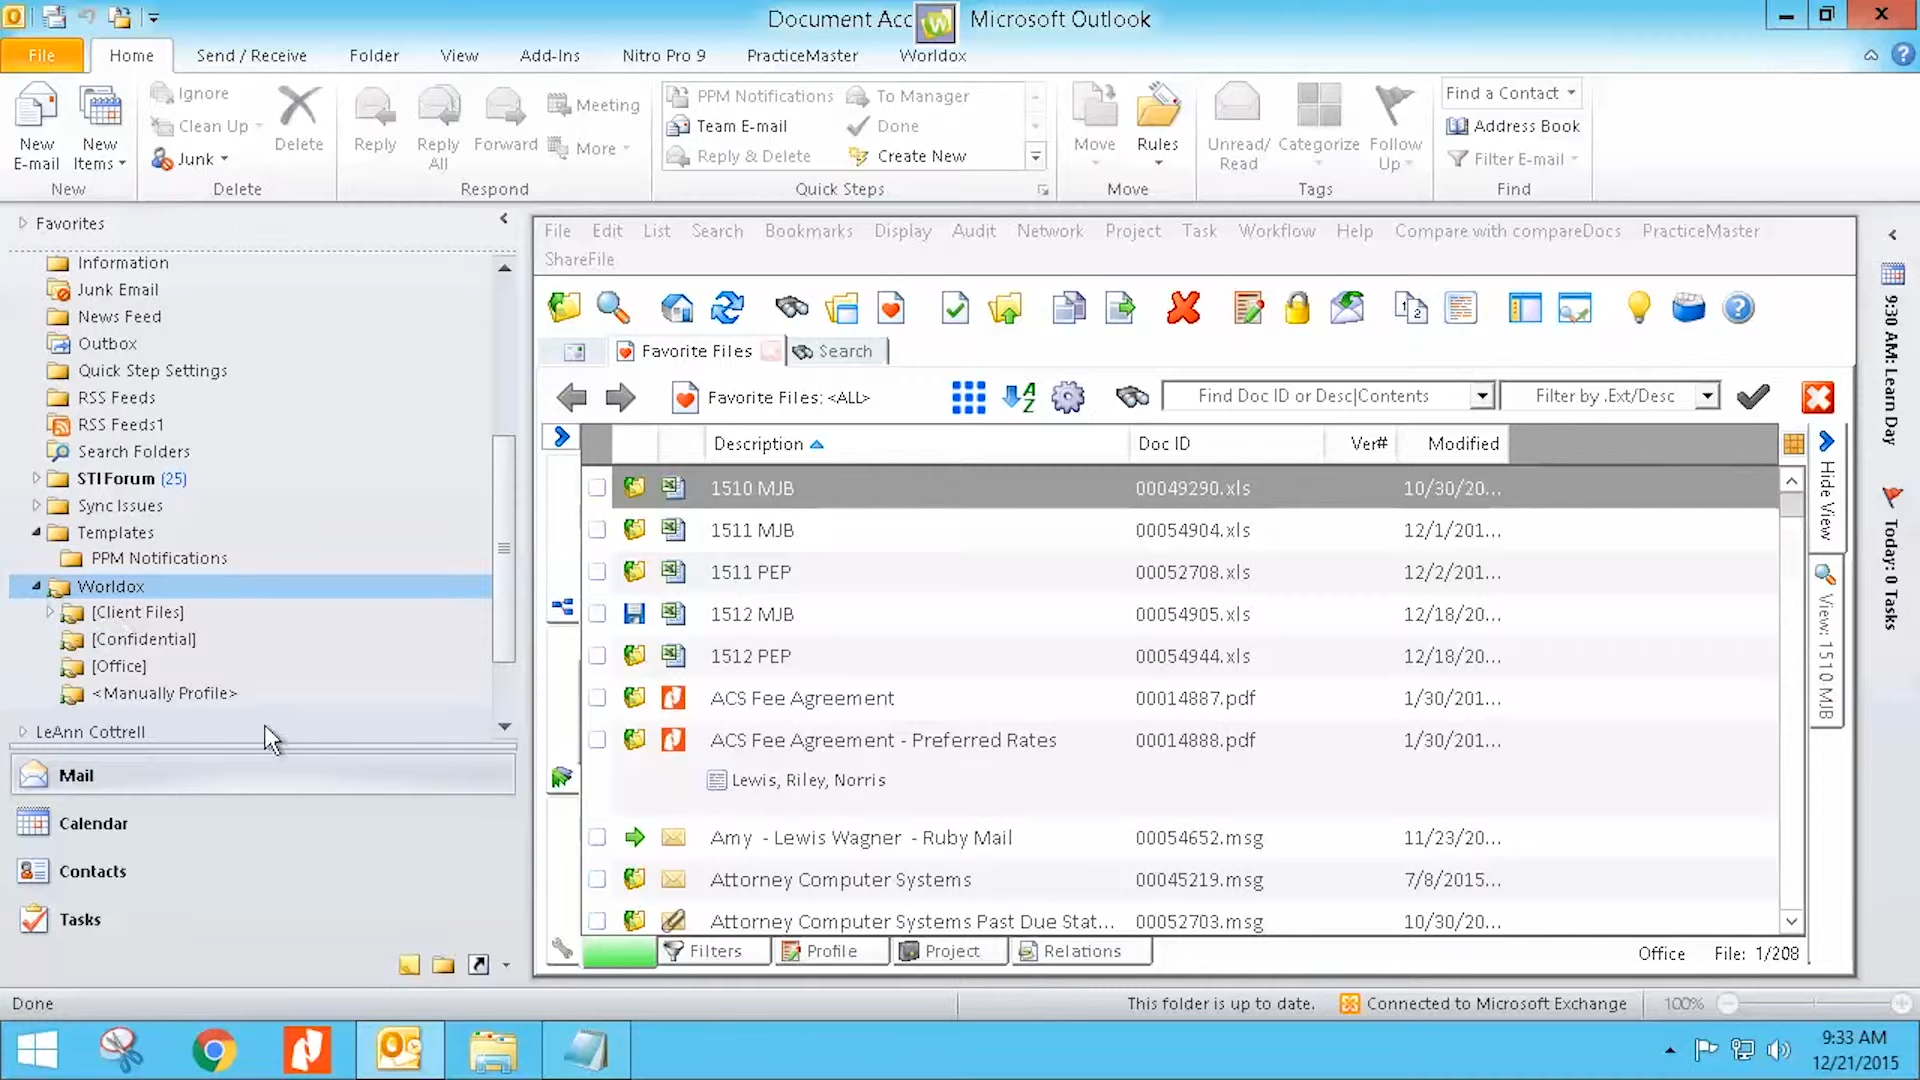 Document Acc Microsoft Outlook
File Home Send / Receive Folder View Add-Ins Nitro Pro 9 PracticeMaster Worldox
New E-mail
New Items
New
Ignore
Clean Up
Junk
Delete
Delete
Reply
Reply All
Forward
Meeting
More
Respond
PPM Notifications To Manager
Team E-mail Done
Reply & Delete Create New
Quick Steps
Move
Rules
Move
Unread/ Read
Categorize
Follow Up
Tags
Find a Contact
Address Book
Filter E-mail
Find
Favorites
Information
Junk Email
News Feed
Outbox
Quick Step Settings
RSS Feeds
RSS Feeds1
Search Folders
STI Forum (25)
Sync Issues
Templates
PPM Notifications
Worldox
[Client Files]
[Confidential]
[Office]
<Manually Profile>
LeAnn Cottrell
Mail
Calendar
Contacts
Tasks
File Edit List Search Bookmarks Display Audit Network Project Task Workflow Help Compare with compareDocs PracticeMaster
ShareFile
Favorite Files Search
Favorite Files: <ALL> Find Doc ID or Desc|Contents Filter by .Ext/Desc
Description Doc ID Ver# Modified
1510 MJB 00049290.xls 10/30/20...
1511 MJB 00054904.xls 12/1/201...
1511 PEP 00052708.xls 12/2/201...
1512 MJB 00054905.xls 12/18/20...
1512 PEP 00054944.xls 12/18/20...
ACS Fee Agreement 00014887.pdf 1/30/201...
ACS Fee Agreement - Preferred Rates 00014888.pdf 1/30/201...
Lewis, Riley, Norris
Amy - Lewis Wagner - Ruby Mail 00054652.msg 11/23/20...
Attorney Computer Systems 00045219.msg 7/8/2015...
Attorney Computer Systems Past Due Stat... 00052703.msg 10/30/20...
Filters Profile Project Relations Office File: 1/208
Hide View
View: 1510 MJB
9:30 AM: Learn Day
Today: 0 Tasks
Done This folder is up to date. Connected to Microsoft Exchange 100%
9:33 AM
12/21/2015